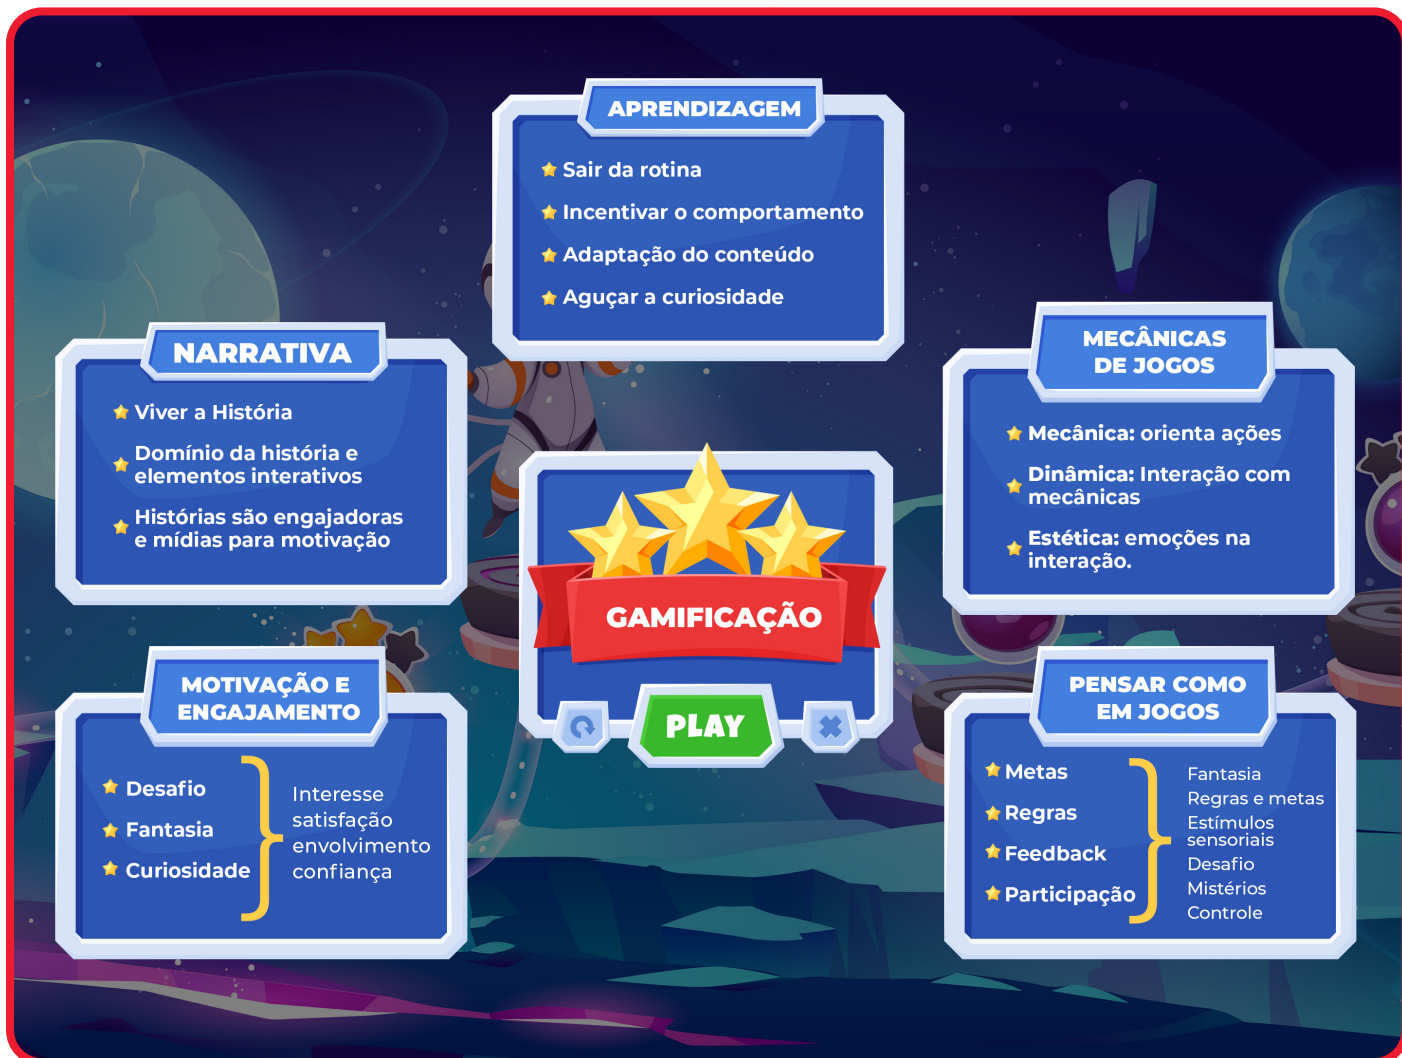 APRENDIZAGEM
Sair da rotina
Incentivar o comportamento
Adaptação do conteúdo
Aguçar a curiosidade
NARRATIVA
Viver a História
Domínio da história e
elementos interativos
Histórias são engajadoras
e mídias para motivação
MECÂNICAS
DE JOGOS
Mecânica: orienta ações
Dinâmica: Interação com
mecânicas
Estética: emoções na
interação.
GAMIFICAÇÃO
PLAY
MOTIVAÇÃO E
ENGAJAMENTO
Desafio
Fantasia
Curiosidade
Interesse
satisfação
envolvimento
confiança
PENSAR COMO
EM JOGOS
Metas
Regras
Feedback
Participação
Fantasia
Regras e metas
Estímulos
sensoriais
Desafio
Mistérios
Controle